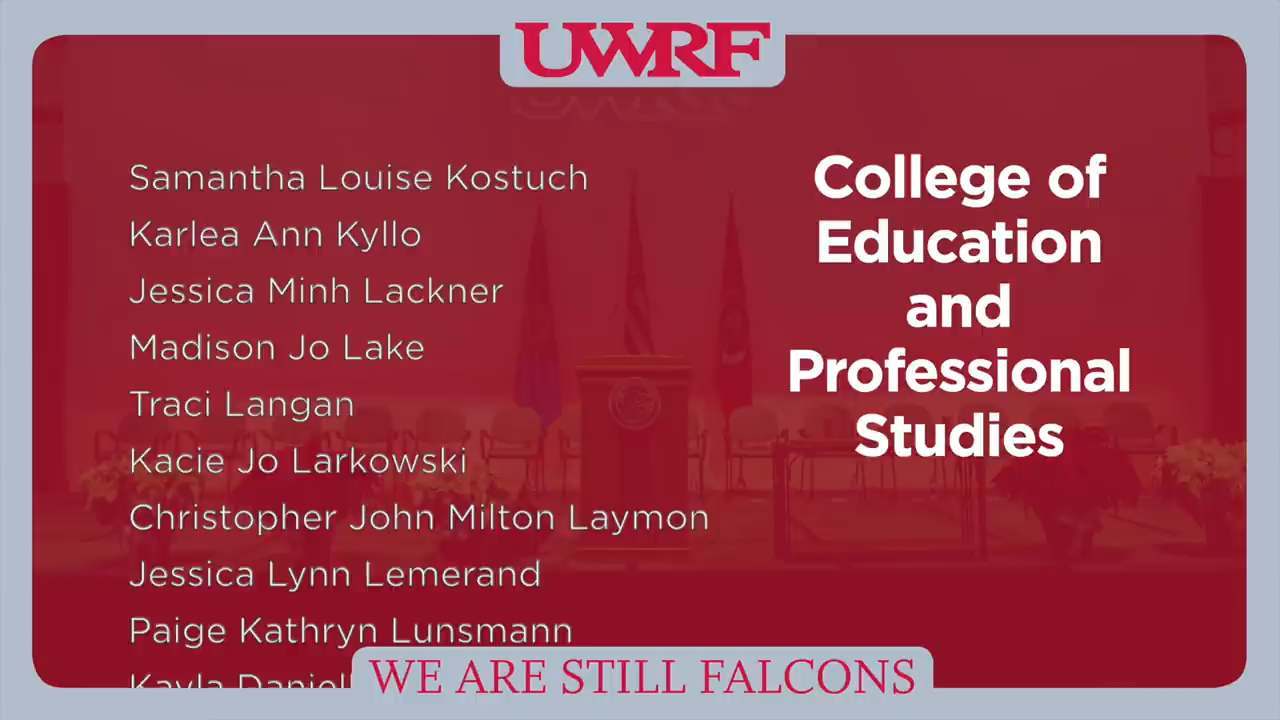 UWRF
Samantha Louise Kostuch
Karlea Ann Kyllo
Jessica Minh Lackner
Madison Jo Lake
Traci Langan
Kacie Jo Larkowski
Christopher John Milton Laymon
Jessica Lynn Lemerand
Paige Kathryn Lunsmann
Kayla
College of
Education
and
Professional
Studies
WE ARE STILL FALCONS